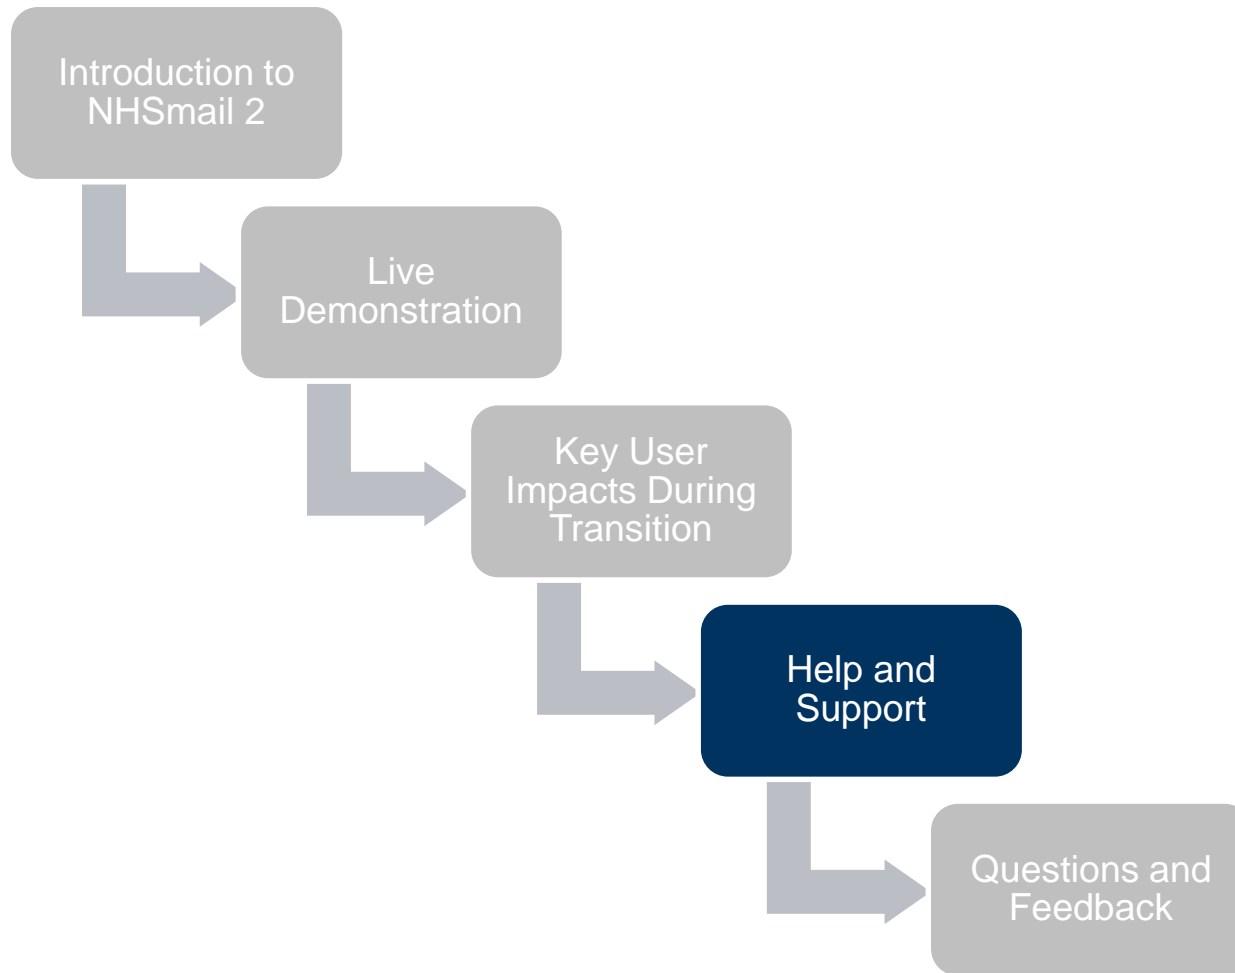 Introduction to
NHSmail 2
Live
Demonstration
Key User
Impacts During
Transition
Help and
Support
Questions and
Feedback